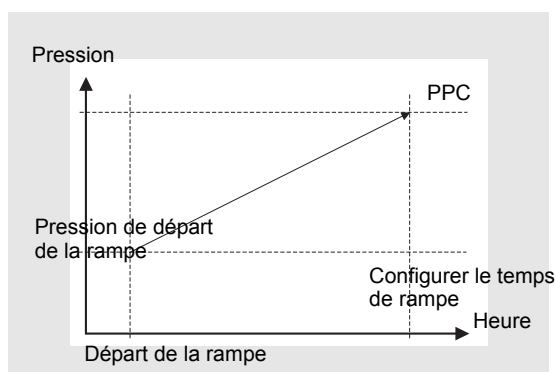 Pression
PPC
Pression de départ
de la rampe
Configurer le temps
de rampe
Heure
Départ de la rampe